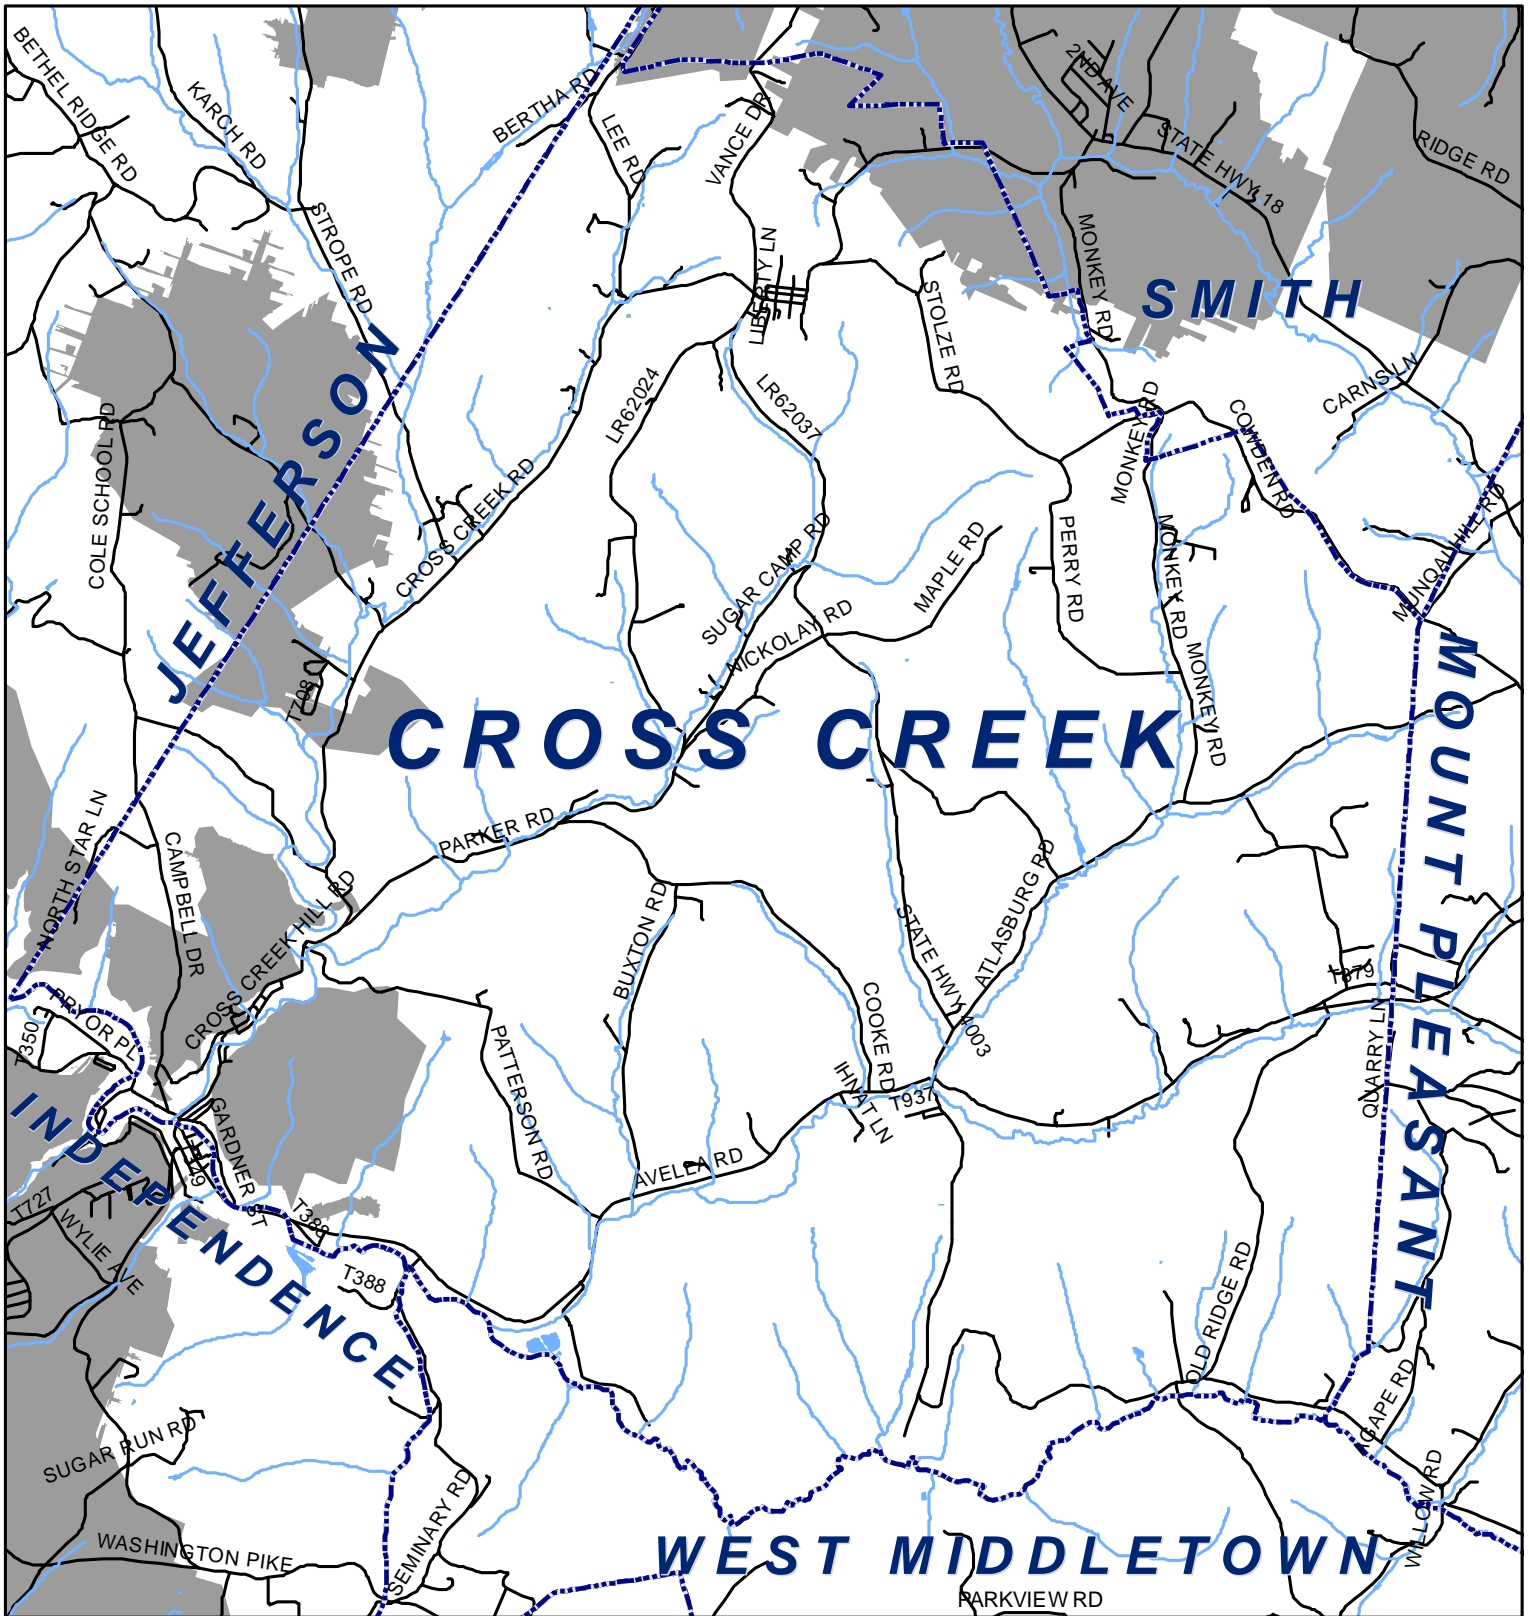 BETHEL RIDGE RD
KARCH RD
BERTHA RD
LEE RD
VANCE DR
2ND AVE
STATE HWY 18
RIDGE RD
STROPE RD
MONKEY RD
LIBERTY LN
STOLZE RD
SMITH
JEFFERSON
LR62024
LR62037
CARNS LN
COLE SCHOOL RD
CROSS CREEK RD
MONKEY RD
COWDEN RD
SUGAR CAMP RD
MAPLE RD
PERRY RD
MONKEY RD
NICKOLAY RD
MONKEY RD
T708
CROSS CREEK
MOUNT PLEASANT
NORTH STAR LN
CAMPBELL DR
PARKER RD
CROSS CREEK HILL RD
BUXTON RD
STATE HWY 4003
ATLASBURG RD
T879
PRYOR PL
T350
PATTERSON RD
COOKE RD
IHNAT LN
T937
QUARRY LN
INDEPENDENCE
GARDNER ST
AVELLA RD
T727
WYLIE AVE
T388
T388
OLD RIDGE RD
AGAPE RD
SUGAR RUN RD
SEMINARY RD
WILLOW RD
WASHINGTON PIKE
WEST MIDDLETOWN
PARKVIEW RD